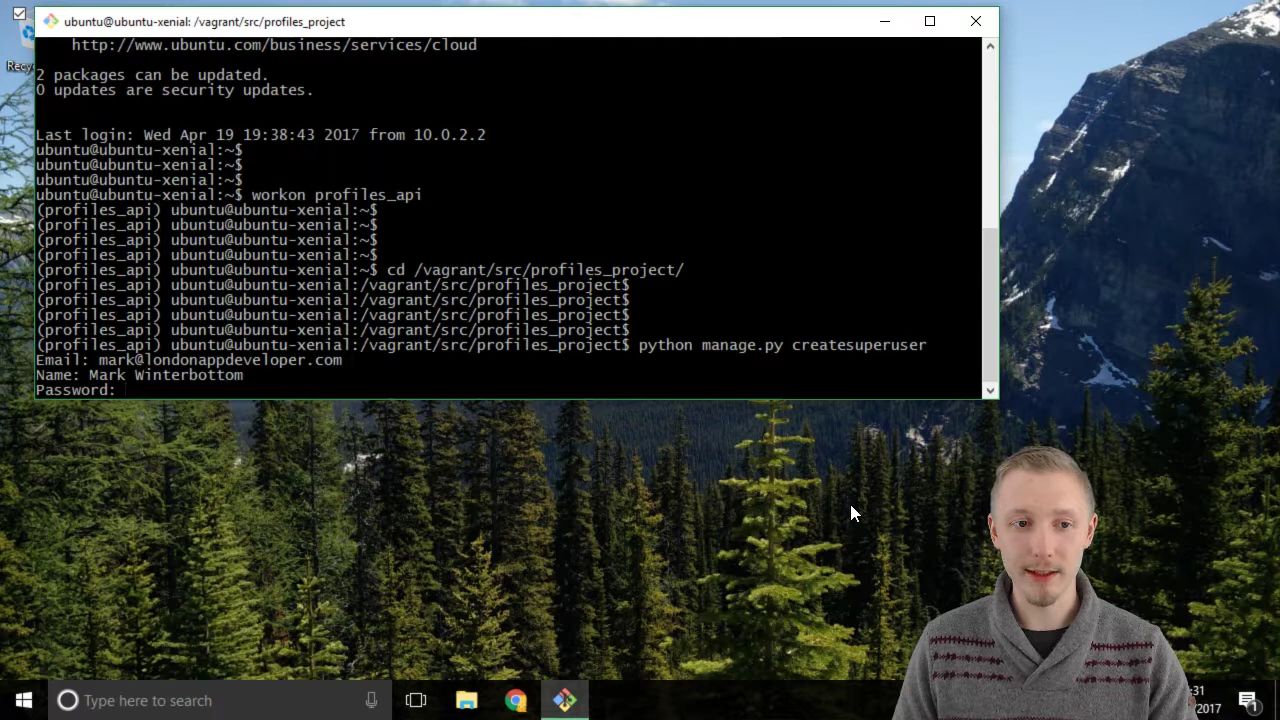 ubuntu@ubuntu-xenial: /vagrant/src/profiles_project
http://www.ubuntu.com/business/services/cloud
2 packages can be updated.
0 updates are security updates.
Last login: Wed Apr 19 19:38:43 2017 from 10.0.2.2
ubuntu@ubuntu-xenial:~$
ubuntu@ubuntu-xenial:~$
ubuntu@ubuntu-xenial:~$
ubuntu@ubuntu-xenial:~$ workon profiles_api
(profiles_api) ubuntu@ubuntu-xenial:~$
(profiles_api) ubuntu@ubuntu-xenial:~$
(profiles_api) ubuntu@ubuntu-xenial:~$
(profiles_api) ubuntu@ubuntu-xenial:~$
(profiles_api) ubuntu@ubuntu-xenial:~$ cd /vagrant/src/profiles_project/
(profiles_api) ubuntu@ubuntu-xenial:/vagrant/src/profiles_project$
(profiles_api) ubuntu@ubuntu-xenial:/vagrant/src/profiles_project$
(profiles_api) ubuntu@ubuntu-xenial:/vagrant/src/profiles_project$
(profiles_api) ubuntu@ubuntu-xenial:/vagrant/src/profiles_project$
(profiles_api) ubuntu@ubuntu-xenial:/vagrant/src/profiles_project$ python manage.py createsuperuser
Email: mark@londonappdeveloper.com
Name: Mark Winterbottom
Password:
Recy
Type here to search
:31
/2017
1